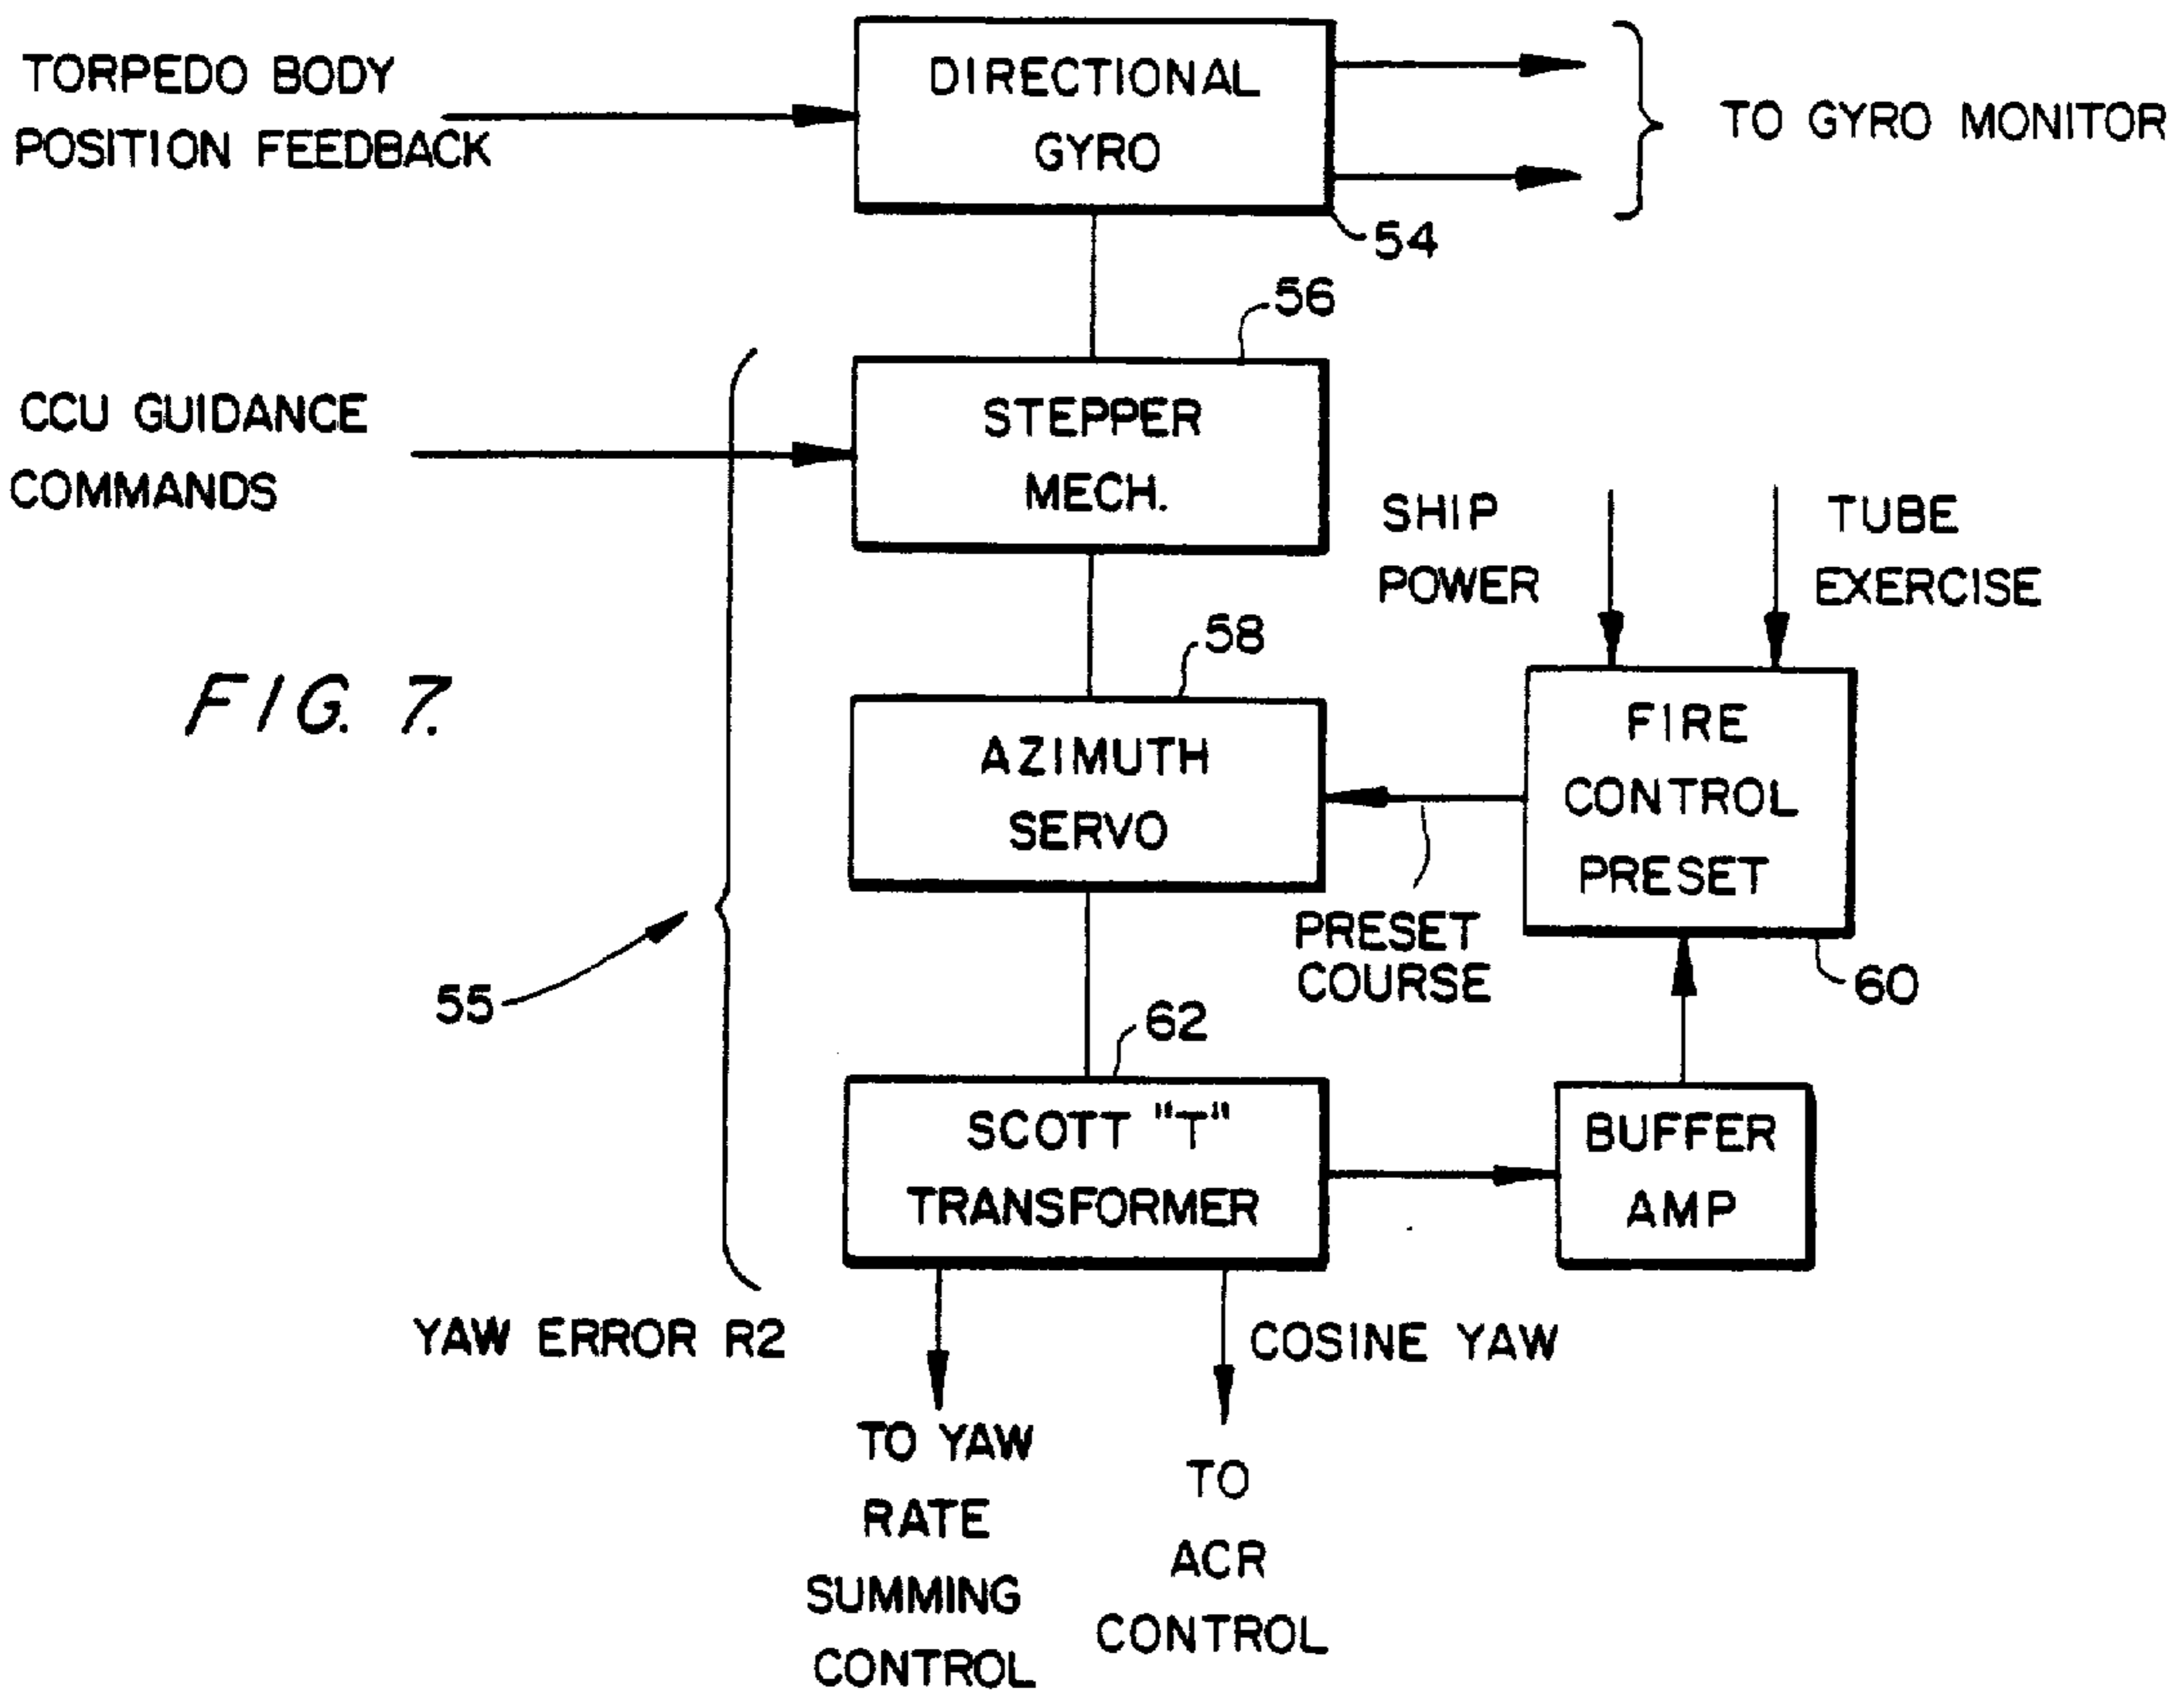 TORPEDO BODY
POSITION FEEDBACK
DIRECTIONAL
GYRO
TO GYRO MONITOR
54
56
CCU GUIDANCE
COMMANDS
STEPPER
MECH.
SHIP
POWER
TUBE
EXERCISE
58
FIG. 7.
AZIMUTH
SERVO
FIRE
CONTROL
PRESET
PRESET
COURSE
60
55
62
SCOTT "T"
TRANSFORMER
BUFFER
AMP
YAW ERROR R2
COSINE YAW
TO YAW
RATE
SUMMING
CONTROL
TO
ACR
CONTROL